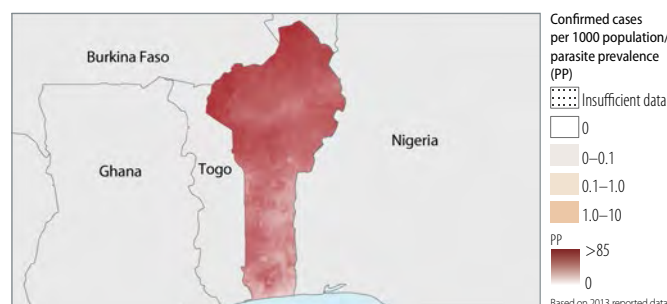 Burkina Faso
Ghana
Togo
Nigeria
Confirmed cases
per 1000 population/
parasite prevalence
(PP)
Insufficient data
0
0–0.1
0.1–1.0
1.0–10
PP
>85
0
Based on 2013 reported data